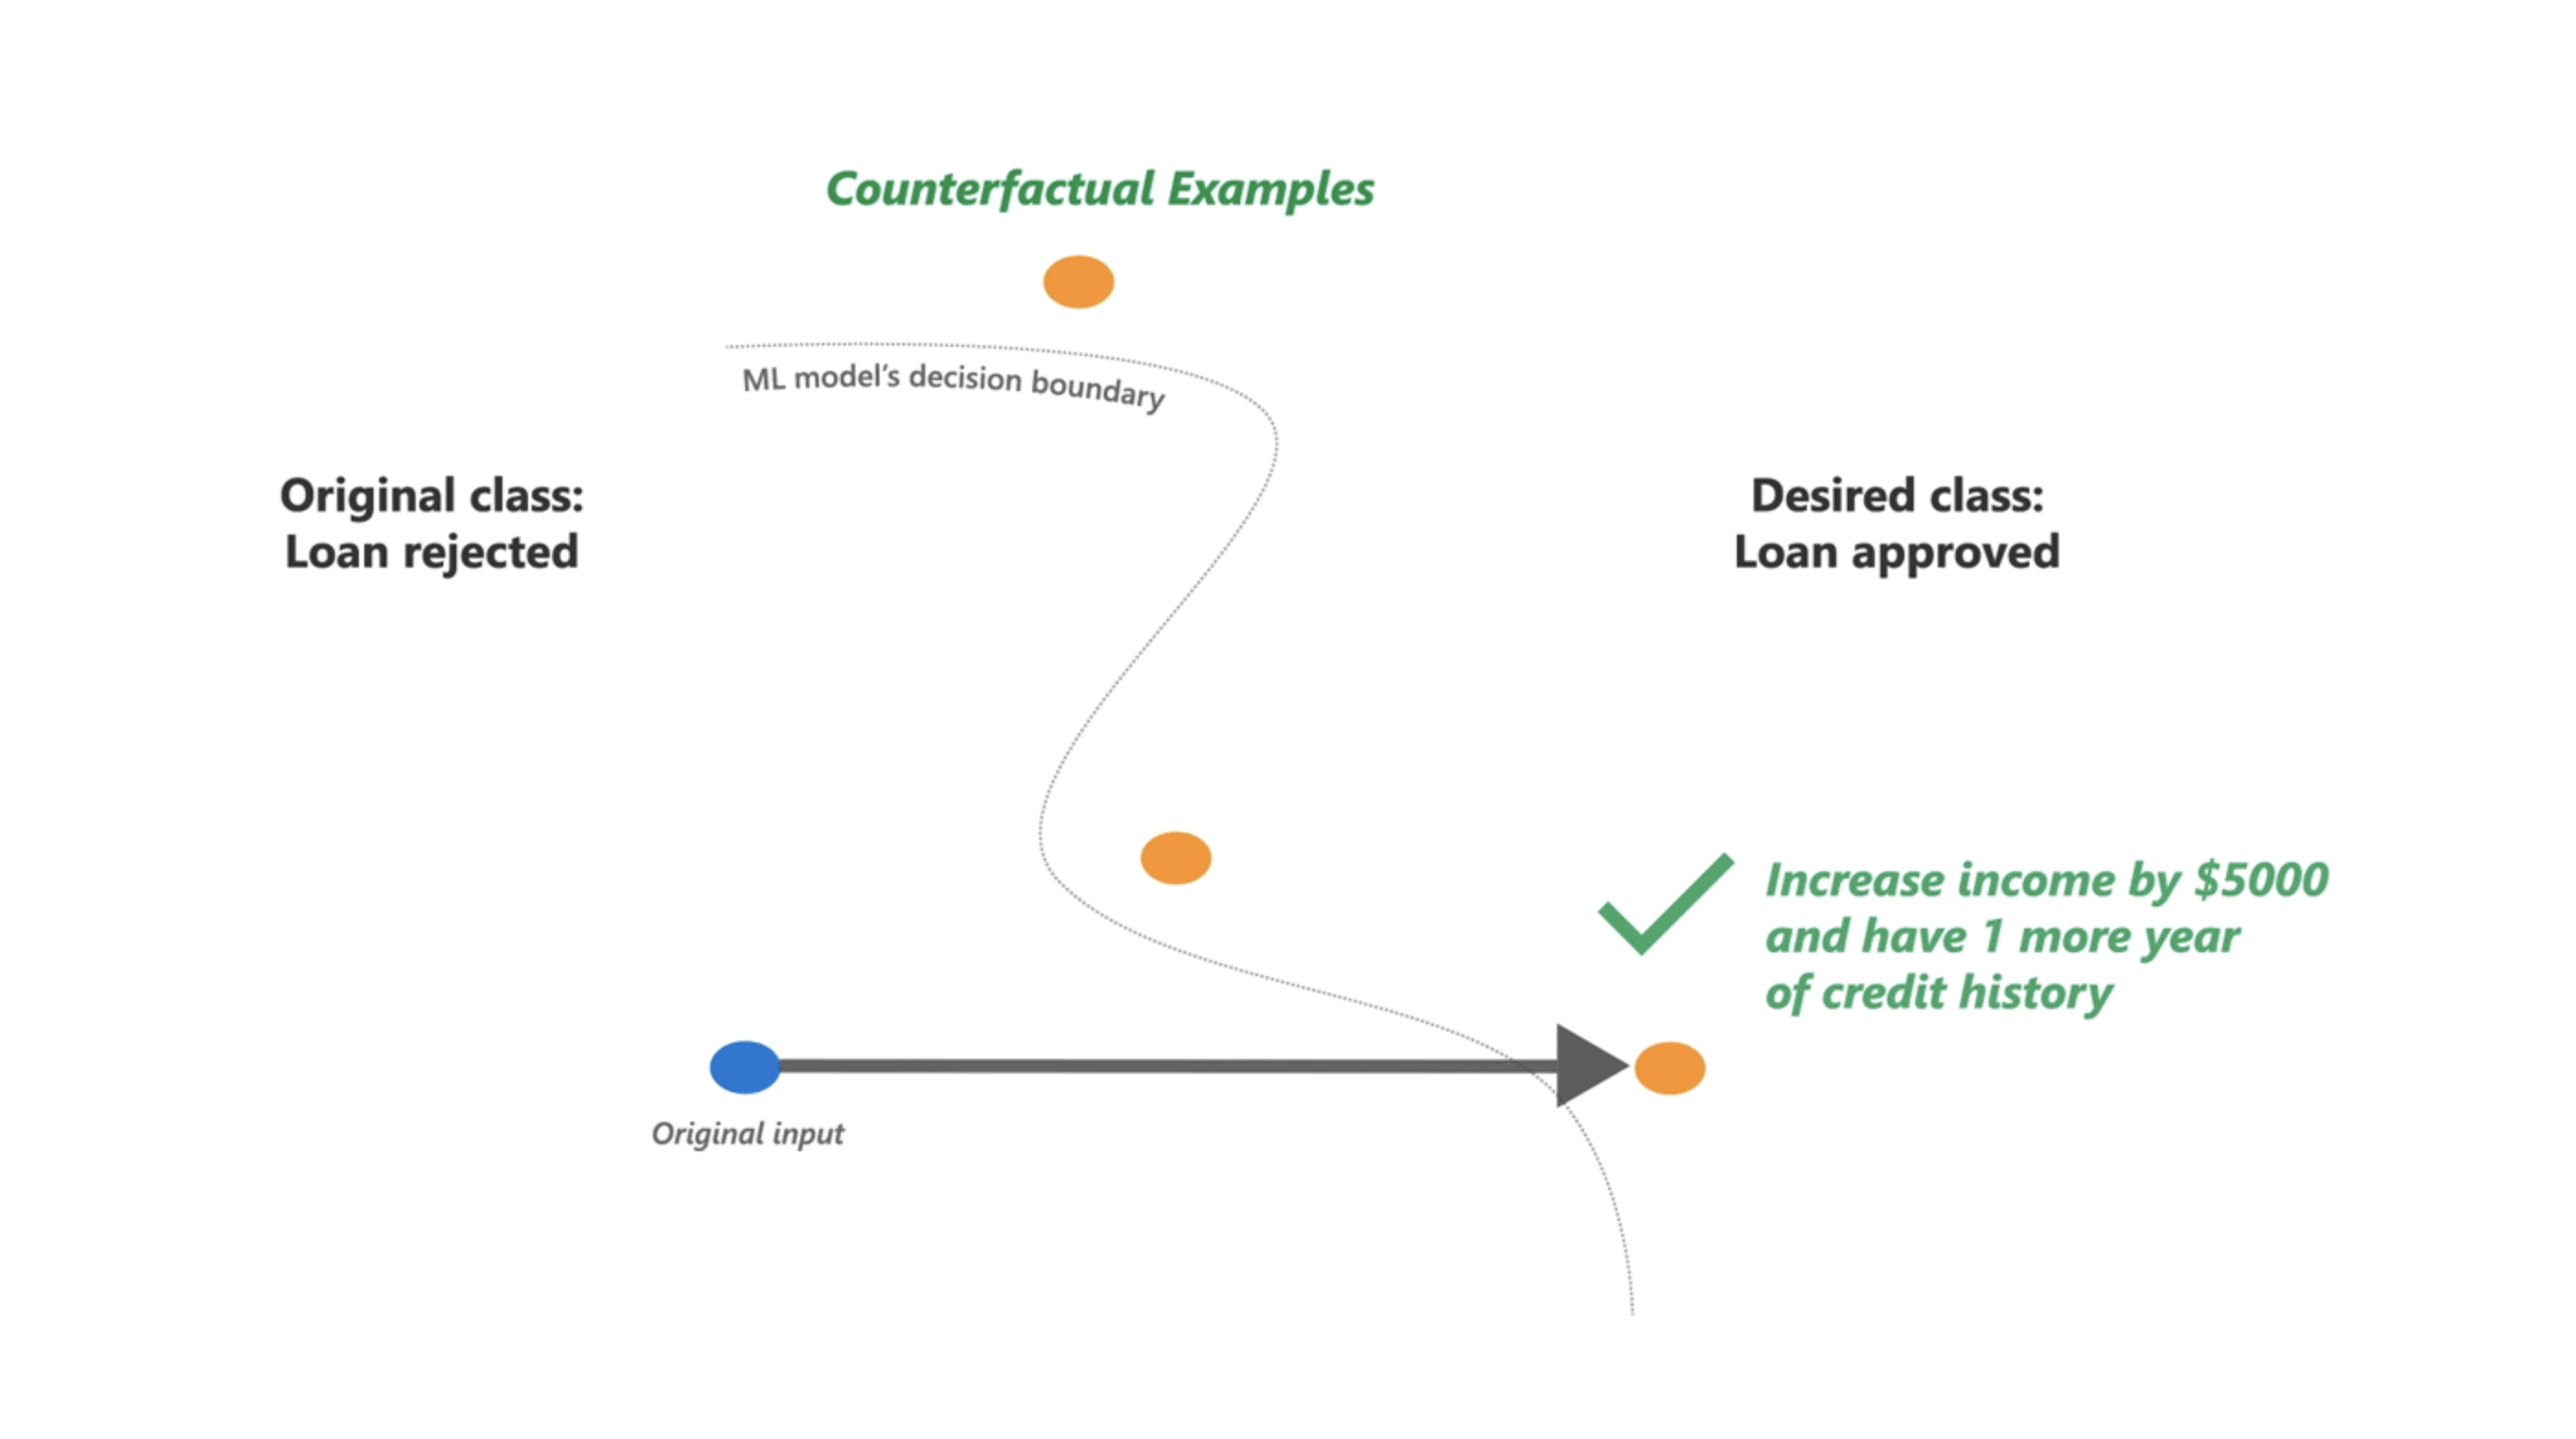 Counterfactual Examples
ML model's decision boundary
Original class:
Loan rejected
Desired class:
Loan approved
Increase income by $5000
and have 1 more year
of credit history
Original input